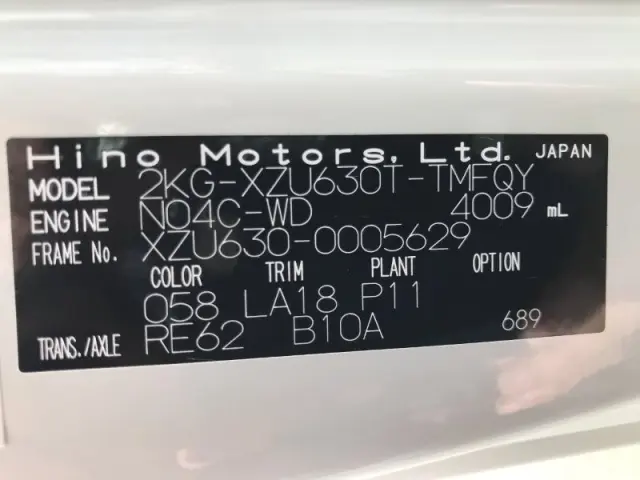 Hino Motors, Ltd. JAPAN
MODEL 2KG-XZU630T-TMFQY
ENGINE N04C-WD 4009 mL
FRAME No. XZU630-0005629
COLOR TRIM PLANT OPTION
058 LA18 P11
TRANS./AXLE RE62 B10A 689